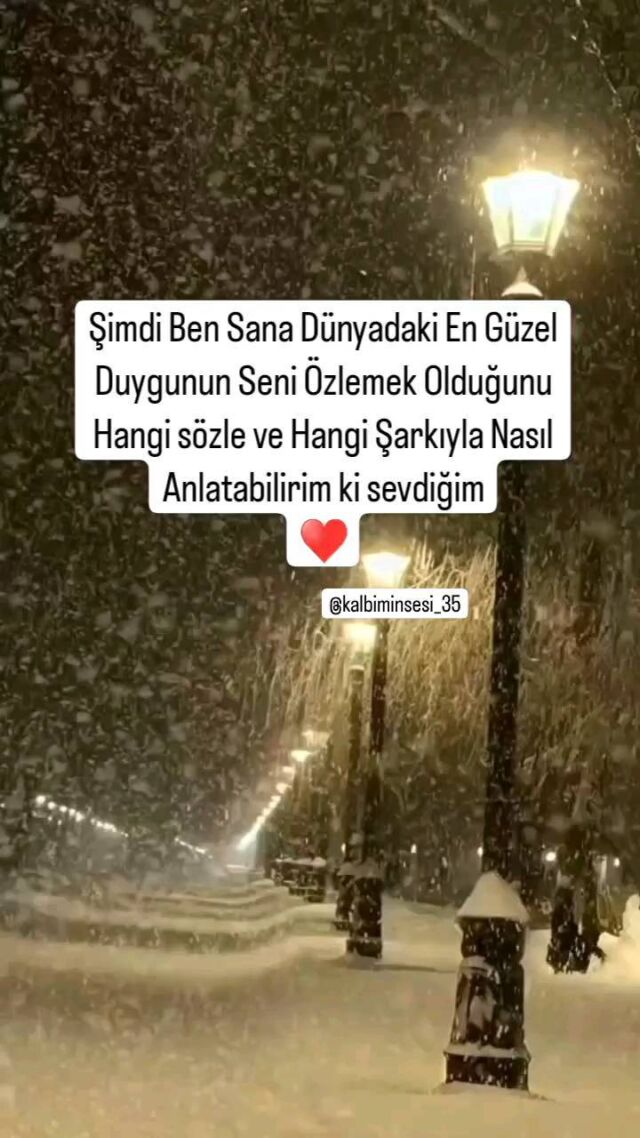 Şimdi Ben Sana Dünyadaki En Güzel
Duygunun Seni Özlemek Olduğunu
Hangi sözle ve Hangi Şarkıyla Nasıl
Anlatabilirim ki sevdiğim
♥️
@kalbiminsesi_35